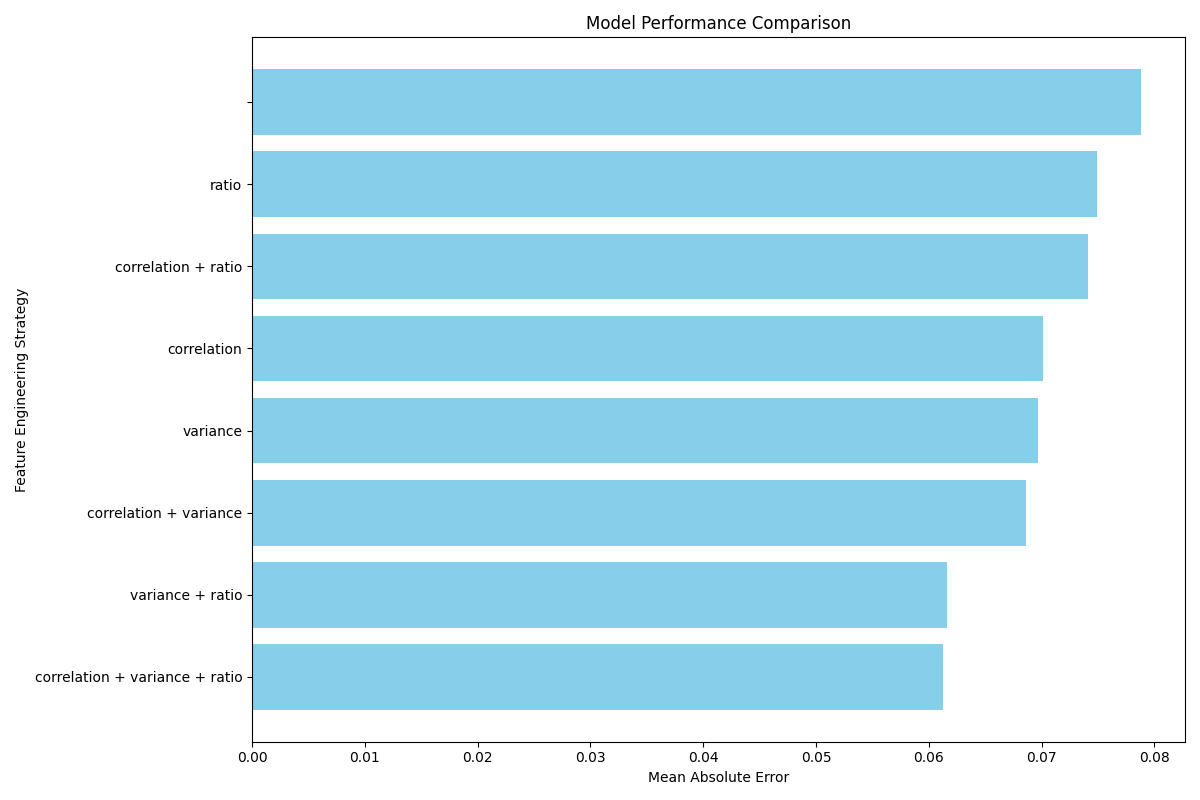 Model Performance Comparison
ratio
correlation + ratio
correlation
variance
correlation + variance
variance + ratio
correlation + variance + ratio
Feature Engineering Strategy
0.00 0.01 0.02 0.03 0.04 0.05 0.06 0.07 0.08
Mean Absolute Error